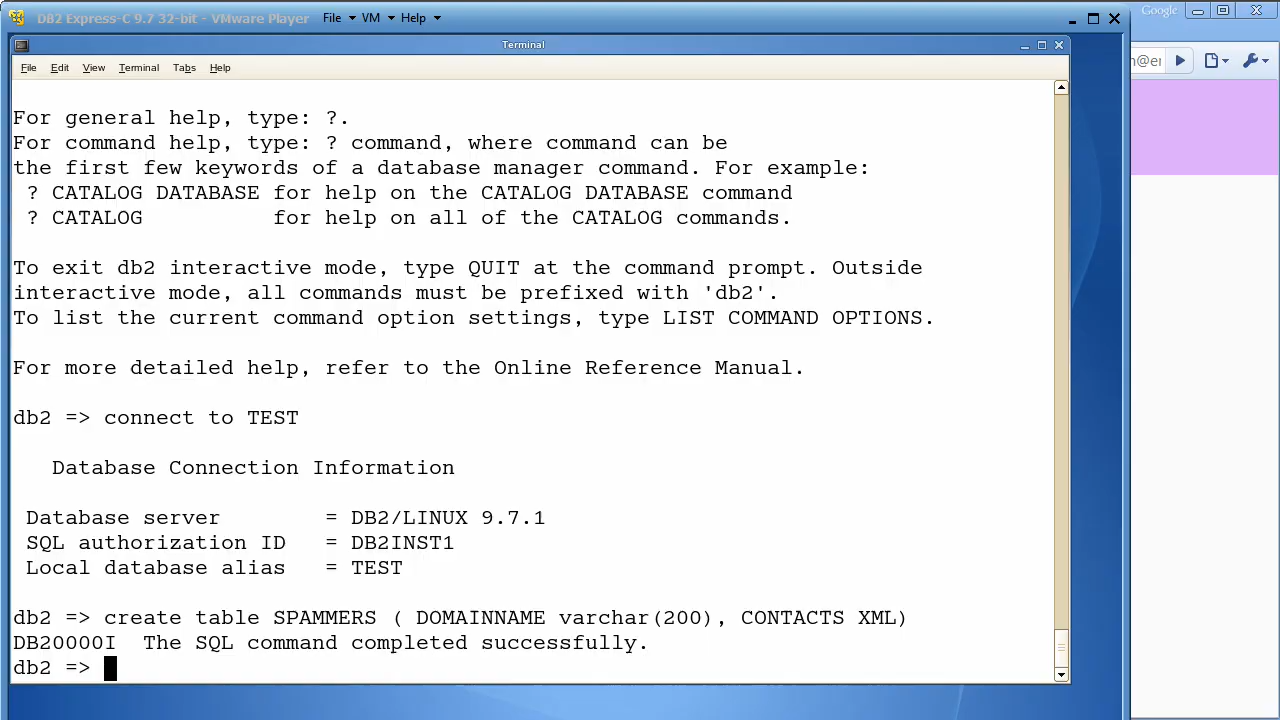 DB2 Express-C 9.7 32-bit - VMware Player File VM Help
Google
Terminal
File Edit View Terminal Tabs Help
For general help, type: ?.
For command help, type: ? command, where command can be
the first few keywords of a database manager command. For example:
? CATALOG DATABASE for help on the CATALOG DATABASE command
? CATALOG for help on all of the CATALOG commands.
To exit db2 interactive mode, type QUIT at the command prompt. Outside
interactive mode, all commands must be prefixed with 'db2'.
To list the current command option settings, type LIST COMMAND OPTIONS.
For more detailed help, refer to the Online Reference Manual.
db2 => connect to TEST
Database Connection Information
Database server = DB2/LINUX 9.7.1
SQL authorization ID = DB2INST1
Local database alias = TEST
db2 => create table SPAMMERS ( DOMAINNAME varchar(200), CONTACTS XML)
DB20000I The SQL command completed successfully.
db2 =>